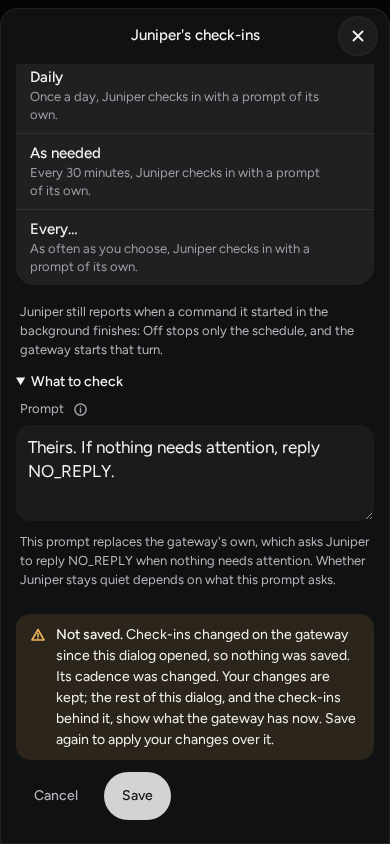 Juniper's check-ins
Daily
Once a day, Juniper checks in with a prompt of its
own.
As needed
Every 30 minutes, Juniper checks in with a prompt
of its own.
Every...
As often as you choose, Juniper checks in with a
prompt of its own.
Juniper still reports when a command it started in the
background finishes: Off stops only the schedule, and the
gateway starts that turn.
What to check
Prompt
Theirs. If nothing needs attention, reply
NO_REPLY.
This prompt replaces the gateway's own, which asks Juniper
to reply NO_REPLY when nothing needs attention. Whether
Juniper stays quiet depends on what this prompt asks.
Not saved. Check-ins changed on the gateway
since this dialog opened, so nothing was saved.
Its cadence was changed. Your changes are
kept; the rest of this dialog, and the check-ins
behind it, show what the gateway has now. Save
again to apply your changes over it.
Cancel
Save